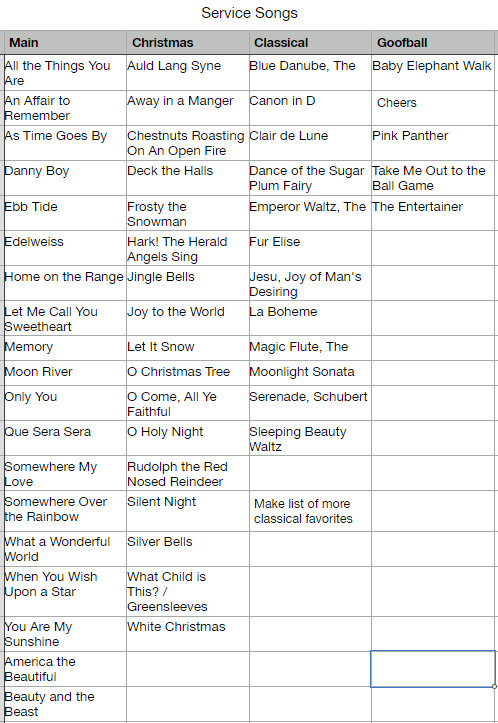 Service Songs
Main Christmas Classical Goofball
All the Things You Auld Lang Syne Blue Danube, The Baby Elephant Walk
Are
An Affair to Away in a Manger Canon in D Cheers
Remember
As Time Goes By Chestnuts Roasting Clair de Lune Pink Panther
On An Open Fire
Danny Boy Deck the Halls Dance of the Sugar Take Me Out to the
Plum Fairy Ball Game
Ebb Tide Frosty the Emperor Waltz, The The Entertainer
Snowman
Edelweiss Hark! The Herald Fur Elise
Angels Sing
Home on the Range Jingle Bells Jesu, Joy of Man's
Desiring
Let Me Call You Joy to the World La Boheme
Sweetheart
Memory Let It Snow Magic Flute, The
Moon River O Christmas Tree Moonlight Sonata
Only You O Come, All Ye Serenade, Schubert
Faithful
Que Sera Sera O Holy Night Sleeping Beauty
Waltz
Somewhere My Rudolph the Red
Love Nosed Reindeer
Somewhere Over Silent Night Make list of more
the Rainbow classical favorites
What a Wonderful Silver Bells
World
When You Wish What Child is
Upon a Star This? /
Greensleeves
You Are My White Christmas
Sunshine
America the
Beautiful
Beauty and the
Beast